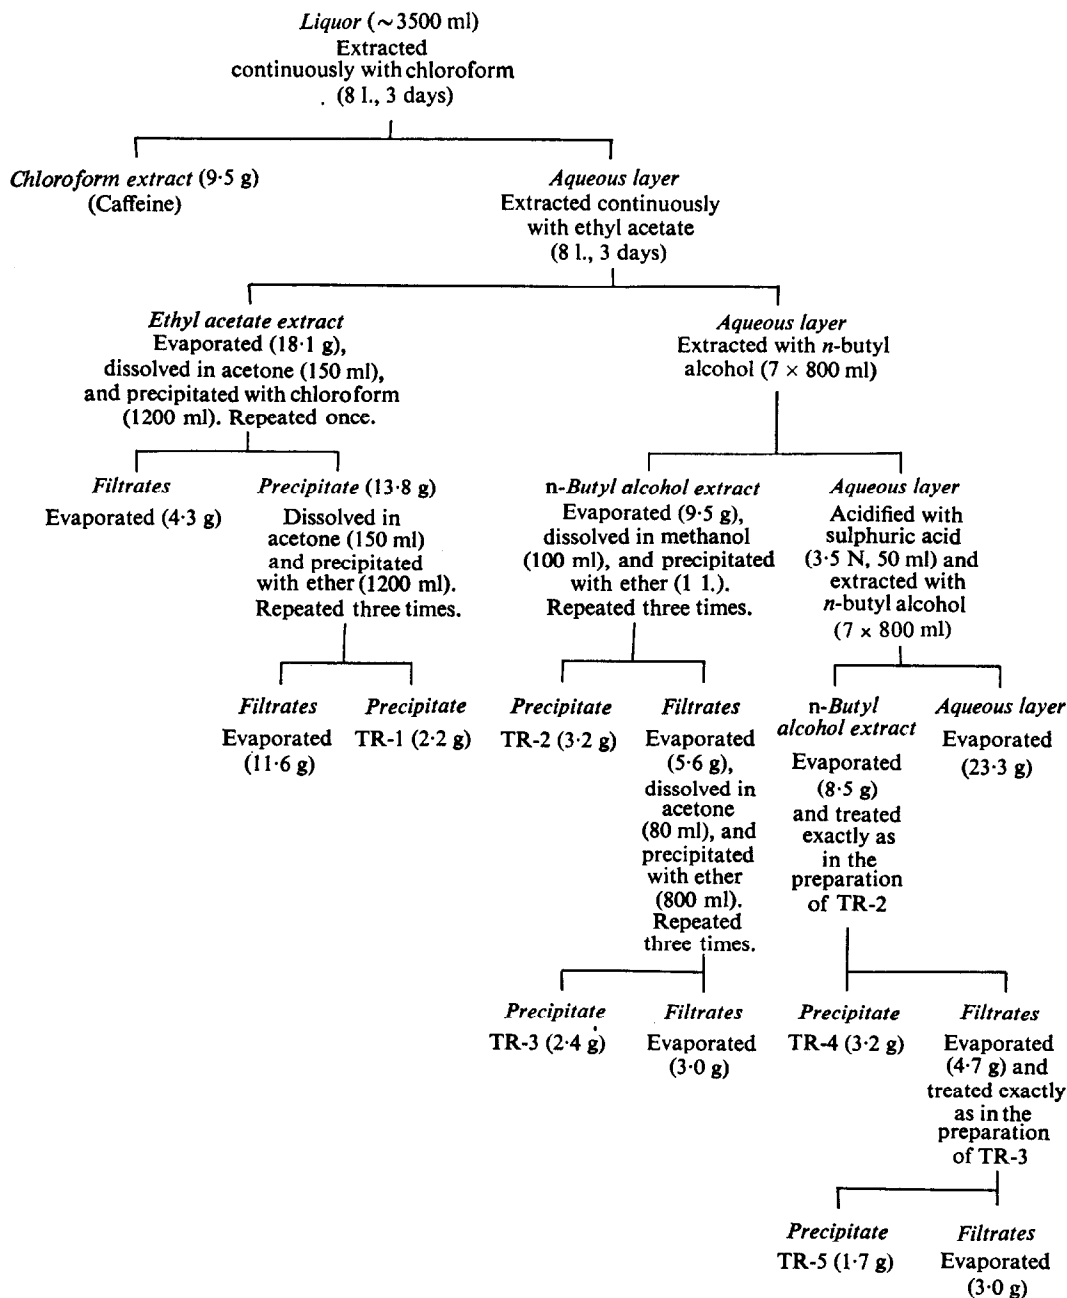 Liquor (∼3500 ml)
Extracted
continuously with chloroform
(8 l., 3 days)
Chloroform extract (9·5 g)
(Caffeine)
Aqueous layer
Extracted continuously
with ethyl acetate
(8 l., 3 days)
Ethyl acetate extract
Evaporated (18·1 g),
dissolved in acetone (150 ml),
and precipitated with chloroform
(1200 ml). Repeated once.
Aqueous layer
Extracted with n-butyl
alcohol (7 × 800 ml)
Filtrates
Evaporated (4·3 g)
Precipitate (13·8 g)
Dissolved in
acetone (150 ml)
and precipitated
with ether (1200 ml).
Repeated three times.
n-Butyl alcohol extract
Evaporated (9·5 g),
dissolved in methanol
(100 ml), and precipitated
with ether (1 l.).
Repeated three times.
Aqueous layer
Acidified with
sulphuric acid
(3·5 N, 50 ml) and
extracted with
n-butyl alcohol
(7 × 800 ml)
Filtrates
Evaporated
(11·6 g)
Precipitate
TR-1 (2·2 g)
Precipitate
TR-2 (3·2 g)
Filtrates
Evaporated
(5·6 g),
dissolved in
acetone
(80 ml), and
precipitated
with ether
(800 ml).
Repeated
three times.
n-Butyl
alcohol extract
Evaporated
(8·5 g)
and treated
exactly as
in the
preparation
of TR-2
Aqueous layer
Evaporated
(23·3 g)
Precipitate
TR-3 (2·4 g)
Filtrates
Evaporated
(3·0 g)
Precipitate
TR-4 (3·2 g)
Filtrates
Evaporated
(4·7 g) and
treated exactly
as in the
preparation
of TR-3
Precipitate
TR-5 (1·7 g)
Filtrates
Evaporated
(3·0 g)